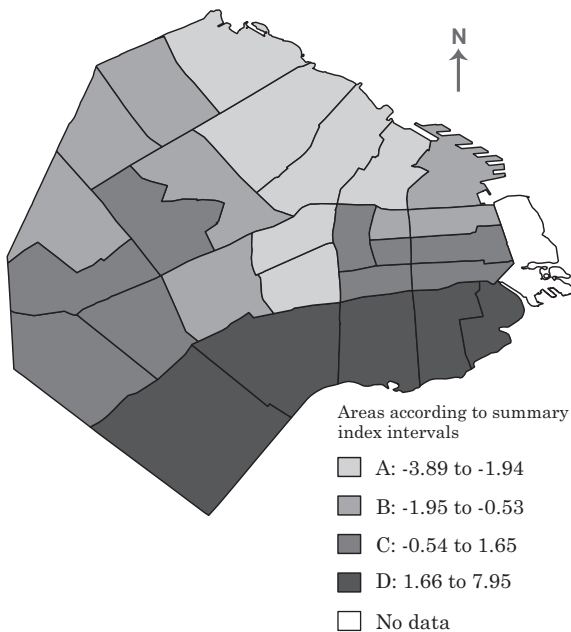 N
Areas according to summary
index intervals
A: -3.89 to -1.94
B: -1.95 to -0.53
C: -0.54 to 1.65
D: 1.66 to 7.95
No data